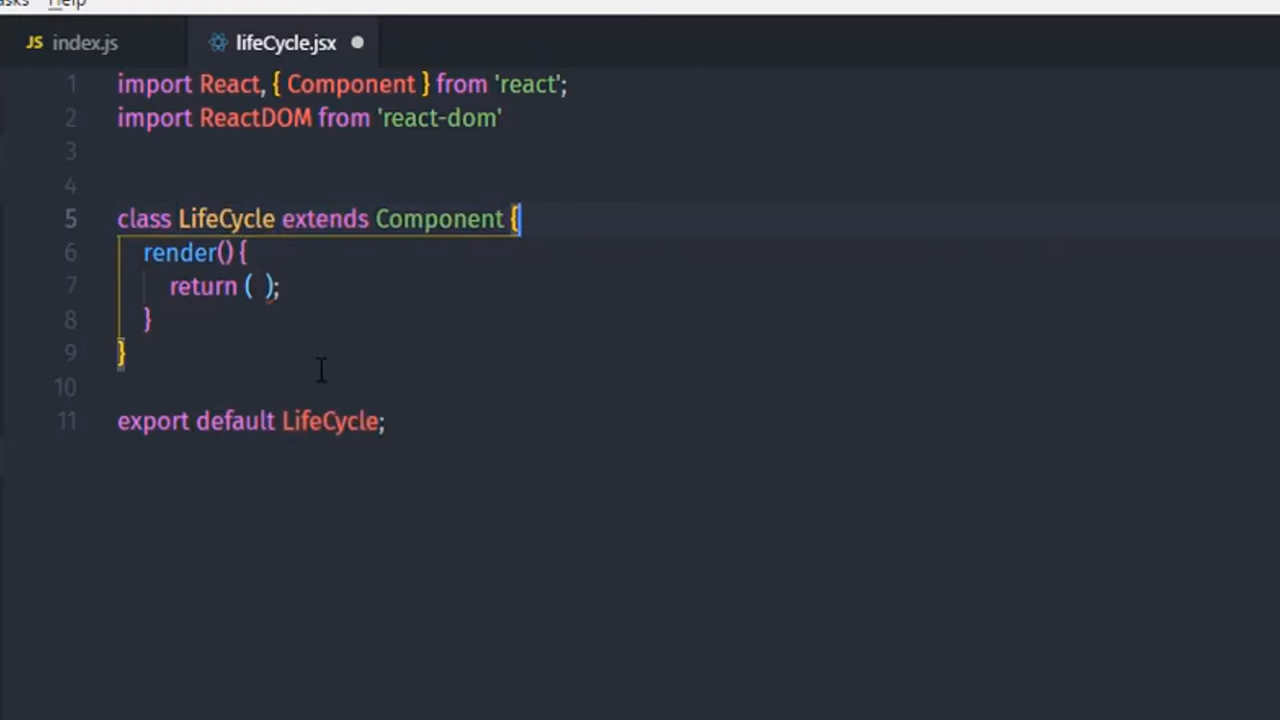 Help
JS index.js lifeCycle.jsx
1 import React, { Component } from 'react';
2 import ReactDOM from 'react-dom'
3
4
5 class LifeCycle extends Component {
6 render() {
7 return ( );
8 }
9 }
10
11 export default LifeCycle;